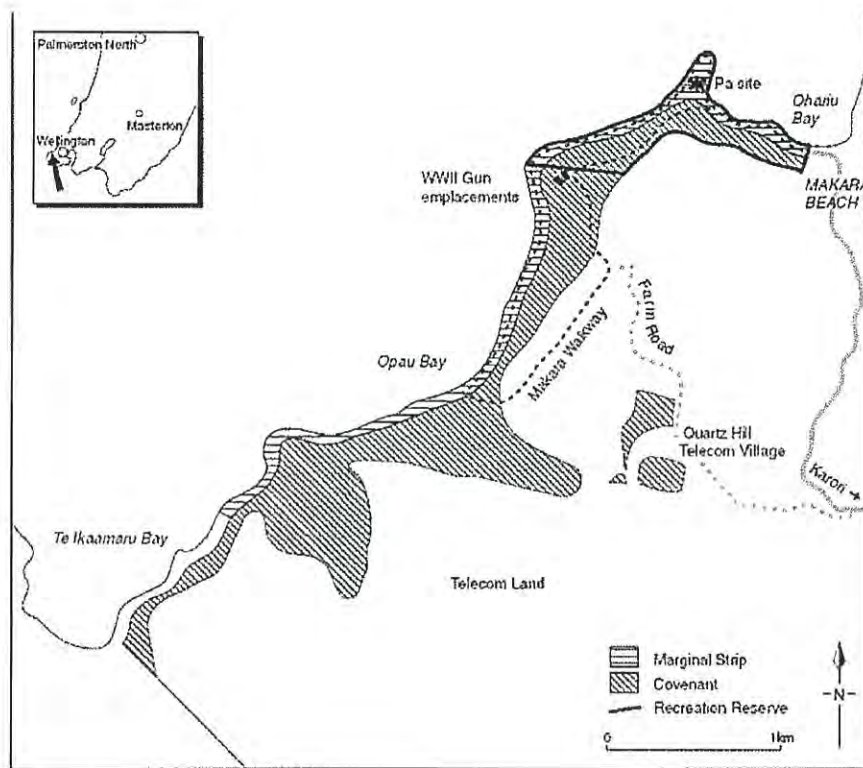 Palmerston North
Masterton
Wellington
Pa site
Ohariu
Bay
MAKARA
BEACH
WWII Gun
emplacements
Farm Road
Makara Walkway
Opau Bay
Quartz Hill
Telecom Village
Karori
Te Ikaamaru Bay
Telecom Land
Marginal Strip
Covenant
Recreation Reserve
N
0
1km